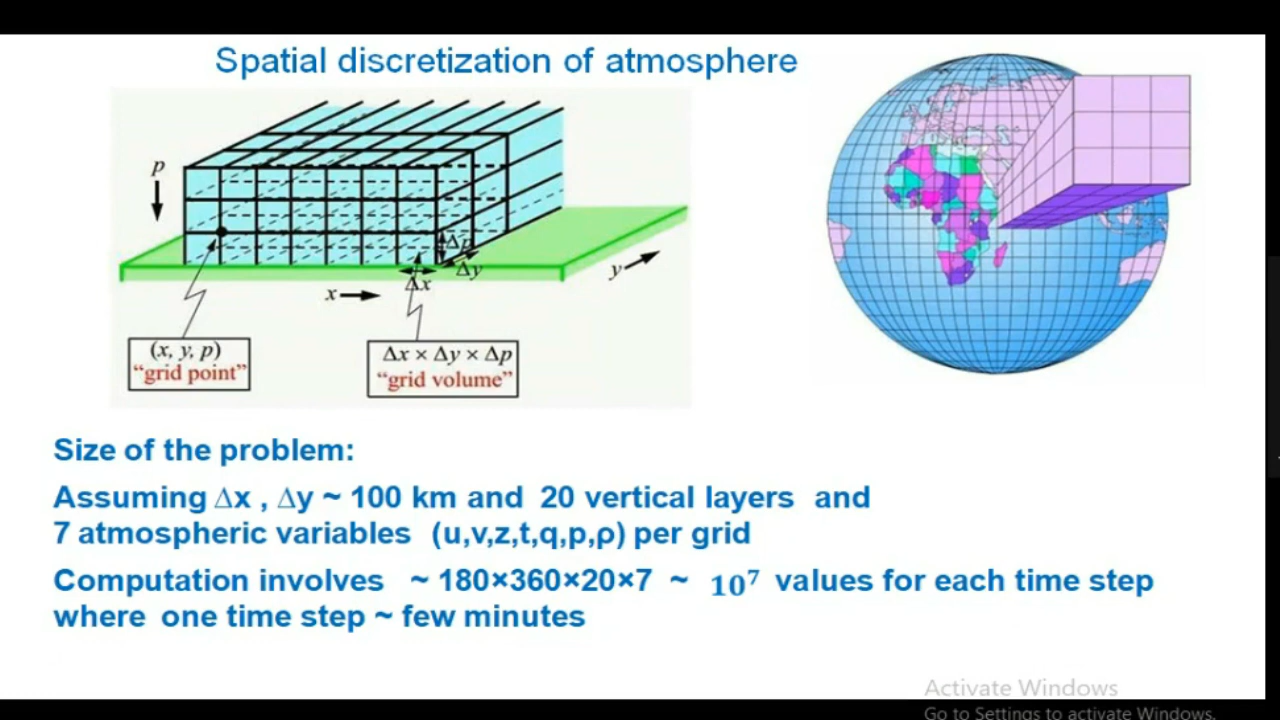 Spatial discretization of atmosphere
p
Δp
Δy
Δx
x
y
(x, y, p)
“grid point”
Δx × Δy × Δp
“grid volume”
Size of the problem:
Assuming Δx , Δy ~ 100 km and 20 vertical layers and
7 atmospheric variables (u,v,z,t,q,p,ρ) per grid
Computation involves ~ 180×360×20×7 ~ 10⁷ values for each time step
where one time step ~ few minutes
Activate Windows
Go to Settings to activate Windows.